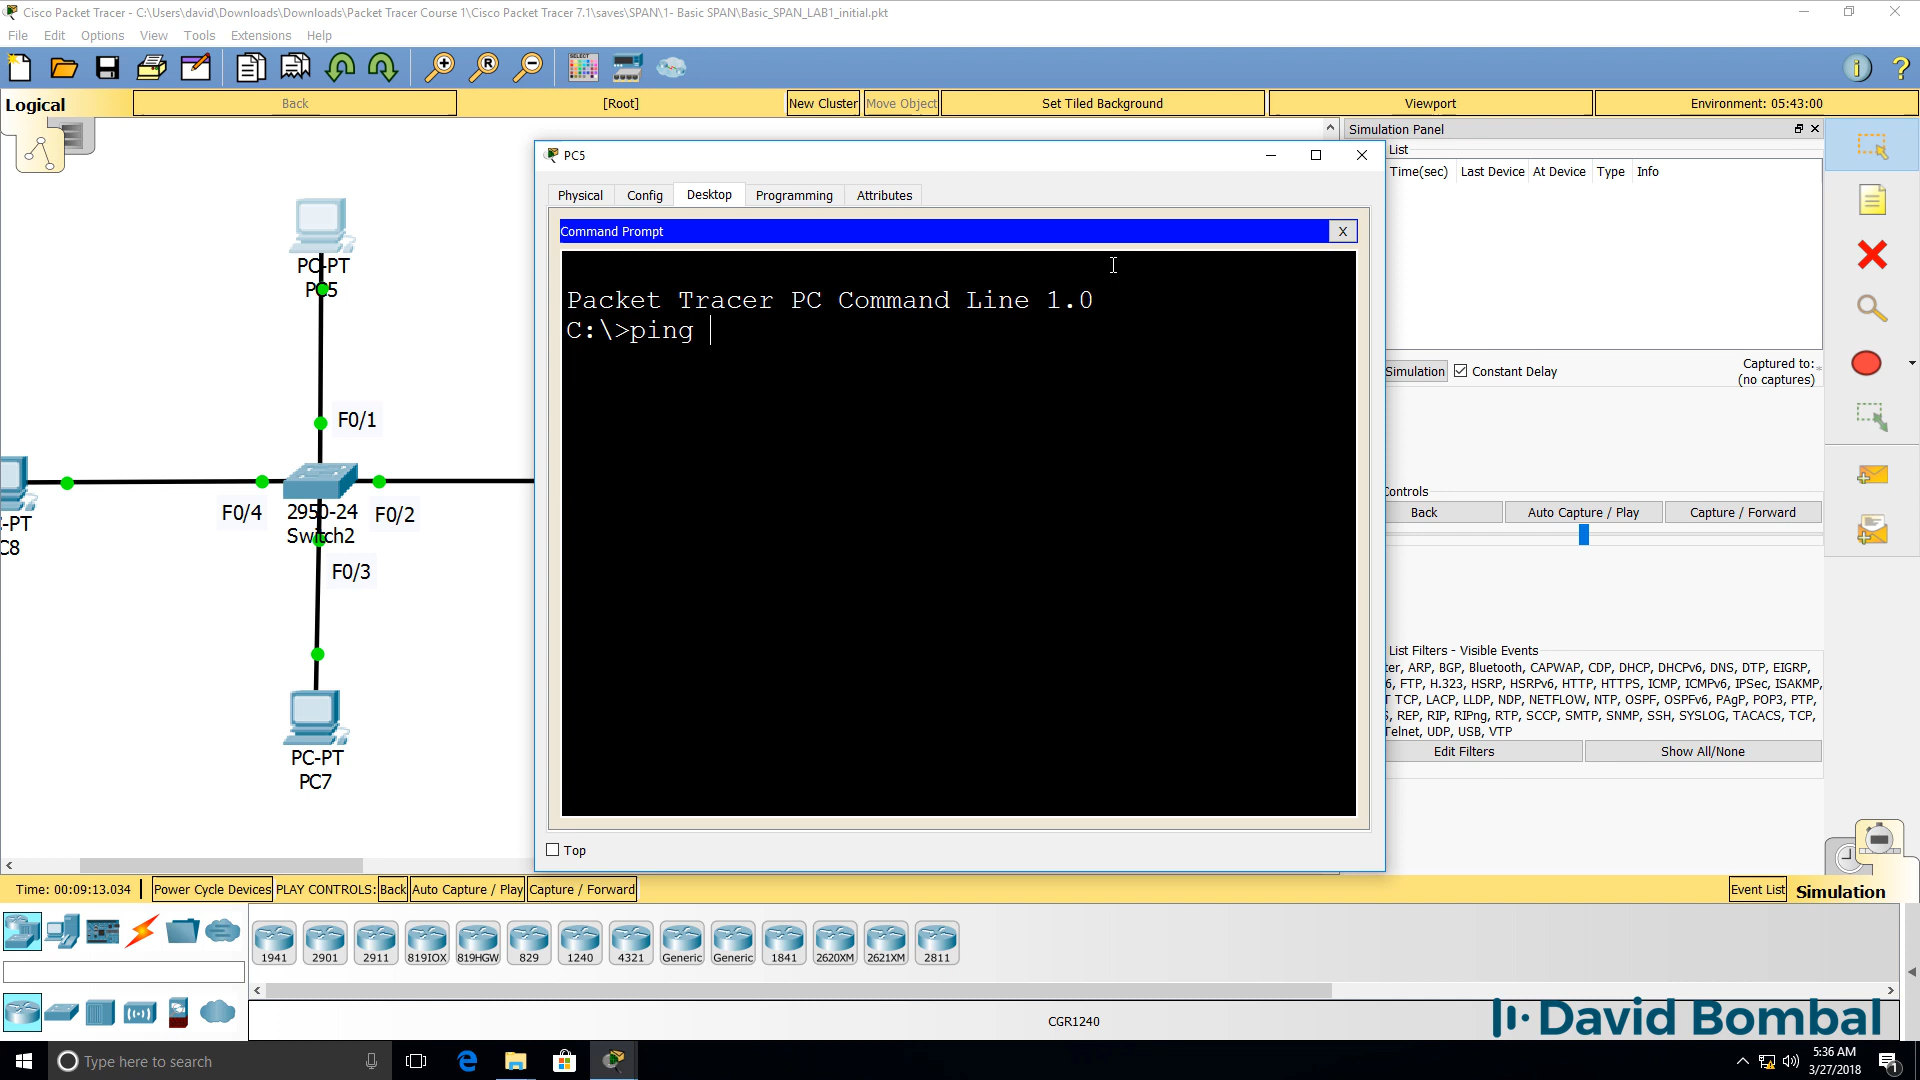 Cisco Packet Tracer - C:\Users\david\Downloads\Downloads\Packet Tracer Course 1\Cisco Packet Tracer 7.1\saves\SPAN\1- Basic SPAN\Basic_SPAN_LAB1_initial.pkt
File Edit Options View Tools Extensions Help
Logical Back [Root] New Cluster Move Object Set Tiled Background Viewport Environment: 05:43:00
Simulation Panel
List
Time(sec) Last Device At Device Type Info
PC5
Physical Config Desktop Programming Attributes
Command Prompt X
Packet Tracer PC Command Line 1.0
C:\>ping
PC-PT
PC5
F0/1
F0/4 2950-24 F0/2
Switch2
F0/3
-PT
C8
PC-PT
PC7
Top
Simulation Constant Delay Captured to:
(no captures)
Controls
Back Auto Capture / Play Capture / Forward
List Filters - Visible Events
er, ARP, BGP, Bluetooth, CAPWAP, CDP, DHCP, DHCPv6, DNS, DTP, EIGRP,
6, FTP, H.323, HSRP, HSRPv6, HTTP, HTTPS, ICMP, ICMPv6, IPSec, ISAKMP,
T TCP, LACP, LLDP, NDP, NETFLOW, NTP, OSPF, OSPFv6, PAgP, POP3, PTP,
S, REP, RIP, RIPng, RTP, SCCP, SMTP, SNMP, SSH, SYSLOG, TACACS, TCP,
Telnet, UDP, USB, VTP
Edit Filters Show All/None
Time: 00:09:13.034 Power Cycle Devices PLAY CONTROLS: Back Auto Capture / Play Capture / Forward Event List Simulation
1941 2901 2911 819IOX 819HGW 829 1240 4321 Generic Generic 1841 2620XM 2621XM 2811
CGR1240
David Bombal
Type here to search
5:36 AM
3/27/2018
1